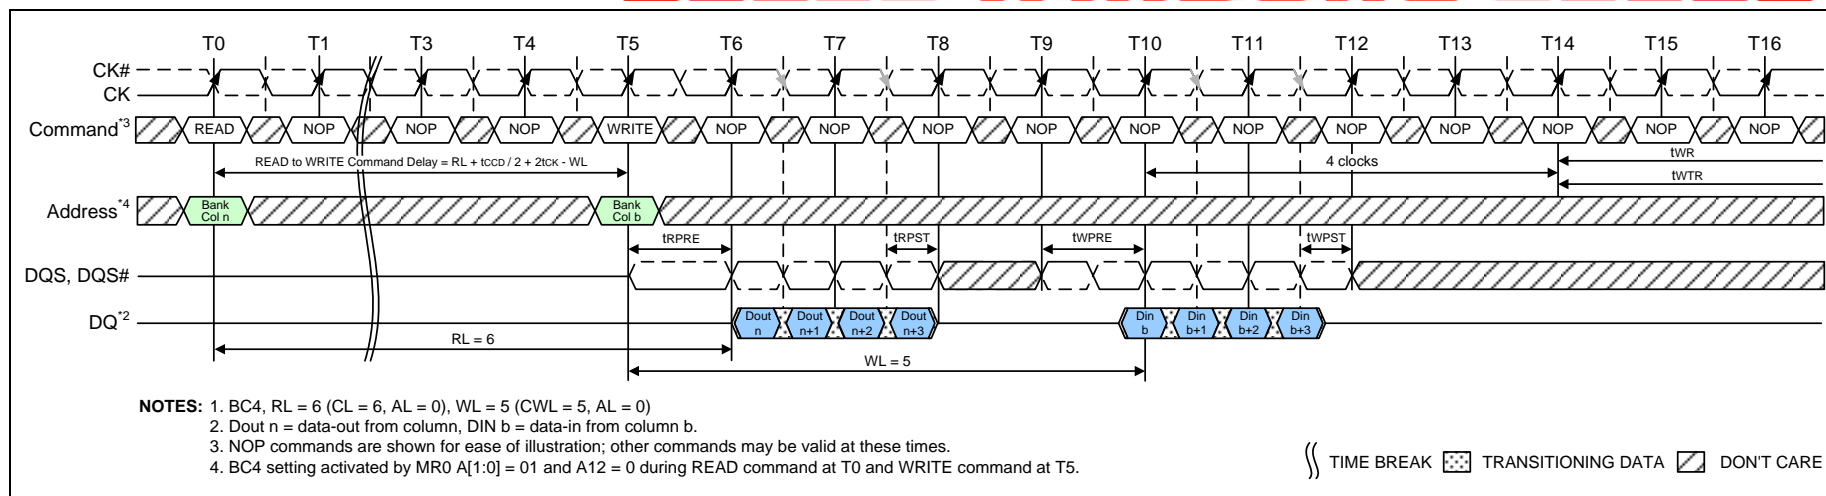 T0 T1 T3 T4 T5 T6 T7 T8 T9 T10 T11 T12 T13 T14 T15 T16
CK#
CK
Command*3 READ NOP NOP NOP WRITE NOP NOP NOP NOP NOP NOP NOP NOP NOP NOP NOP
READ to WRITE Command Delay = RL + tCCD / 2 + 2tCK - WL
4 clocks
tWR
tWTR
Address*4
Bank
Col n
Bank
Col b
tRPRE tRPST tWPRE tWPST
DQS, DQS#
DQ*2
Dout
n
Dout
n+1
Dout
n+2
Dout
n+3
Din
b
Din
b+1
Din
b+2
Din
b+3
RL = 6
WL = 5
NOTES: 1. BC4, RL = 6 (CL = 6, AL = 0), WL = 5 (CWL = 5, AL = 0)
2. Dout n = data-out from column, DIN b = data-in from column b.
3. NOP commands are shown for ease of illustration; other commands may be valid at these times.
4. BC4 setting activated by MR0 A[1:0] = 01 and A12 = 0 during READ command at T0 and WRITE command at T5.
TIME BREAK TRANSITIONING DATA DON'T CARE